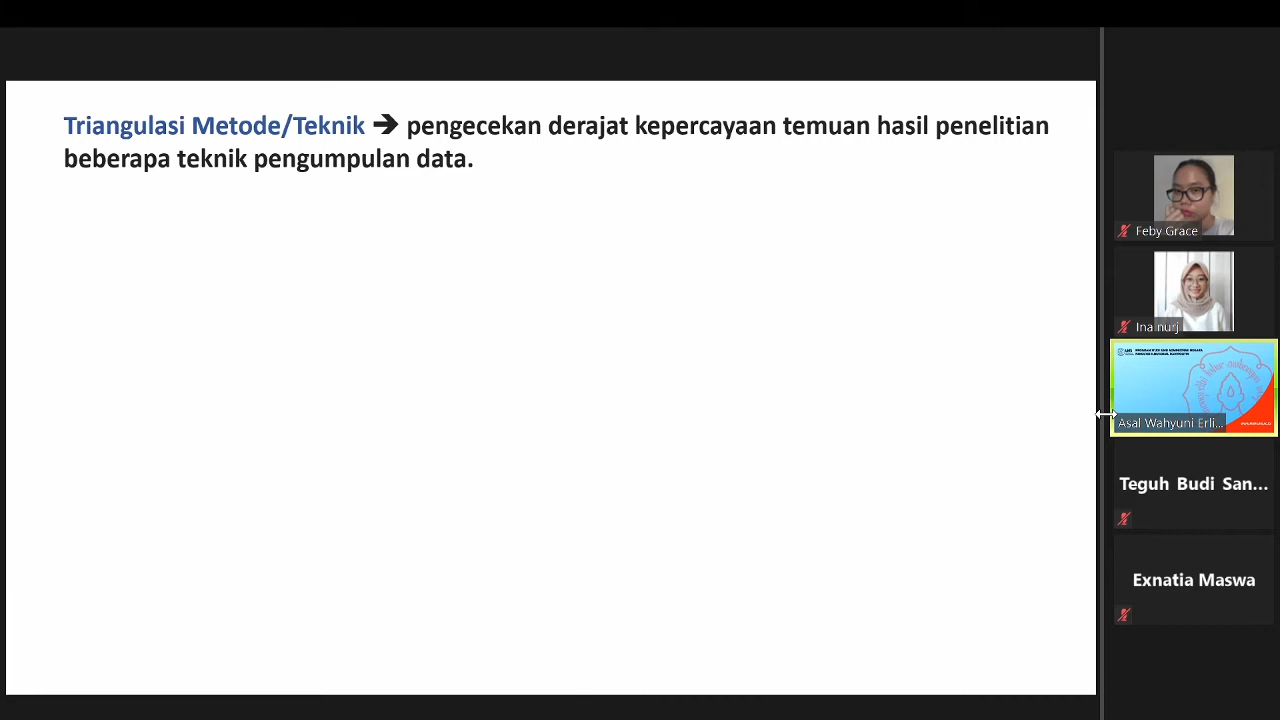 Triangulasi Metode/Teknik ➔ pengecekan derajat kepercayaan temuan hasil penelitian
beberapa teknik pengumpulan data.
Feby Grace
Ina nurj
Asal Wahyuni Erli...
Teguh Budi San...
Exnatia Maswa